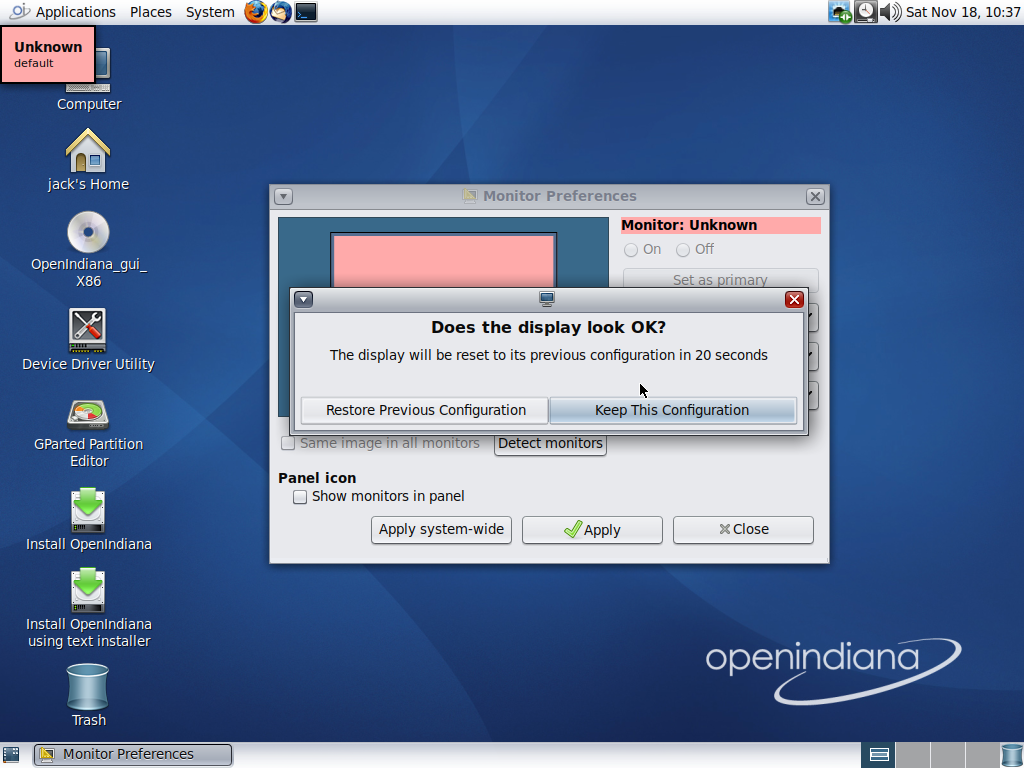 Applications Places System Sat Nov 18, 10:37
Unknown
default
Computer
jack's Home
OpenIndiana_gui_
X86
Device Driver Utility
GParted Partition
Editor
Install OpenIndiana
Install OpenIndiana
using text installer
Trash
Monitor Preferences
Monitor: Unknown
On Off
Set as primary
Does the display look OK?
The display will be reset to its previous configuration in 20 seconds
Restore Previous Configuration Keep This Configuration
Same image in all monitors Detect monitors
Panel icon
Show monitors in panel
Apply system-wide Apply Close
openindiana
Monitor Preferences